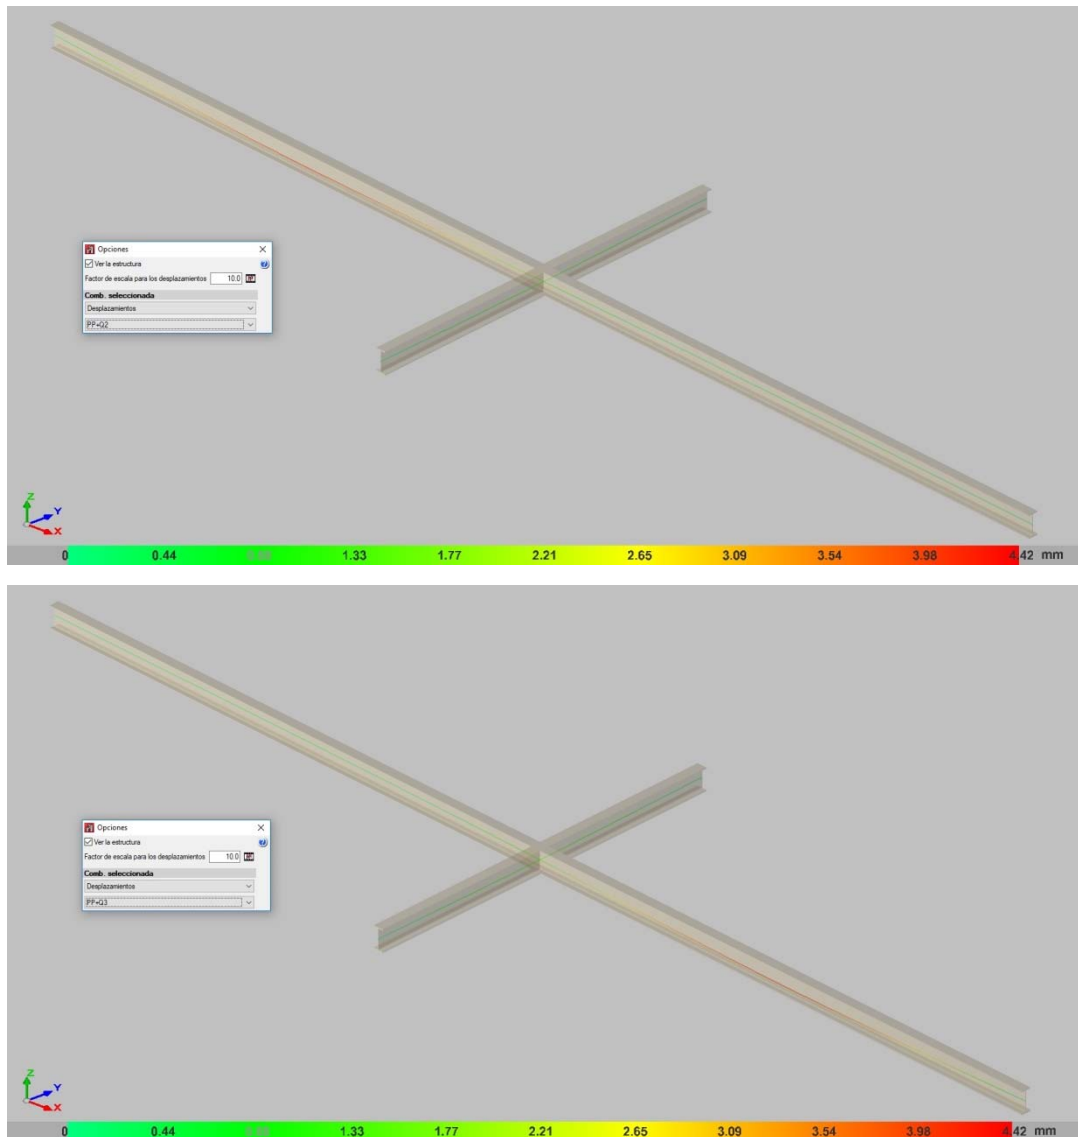 Opciones
Ver la estructura
Factor de escala para los desplazamientos 10.0
Comb. seleccionada
Desplazamientos
PP+Q2
Z
Y
X
0 0.44 1.33 1.77 2.21 2.65 3.09 3.54 3.98 4.42 mm
Opciones
Ver la estructura
Factor de escala para los desplazamientos 10.0
Comb. seleccionada
Desplazamientos
PP+Q3
Z
Y
X
0 0.44 1.33 1.77 2.21 2.65 3.09 3.54 3.98 4.42 mm